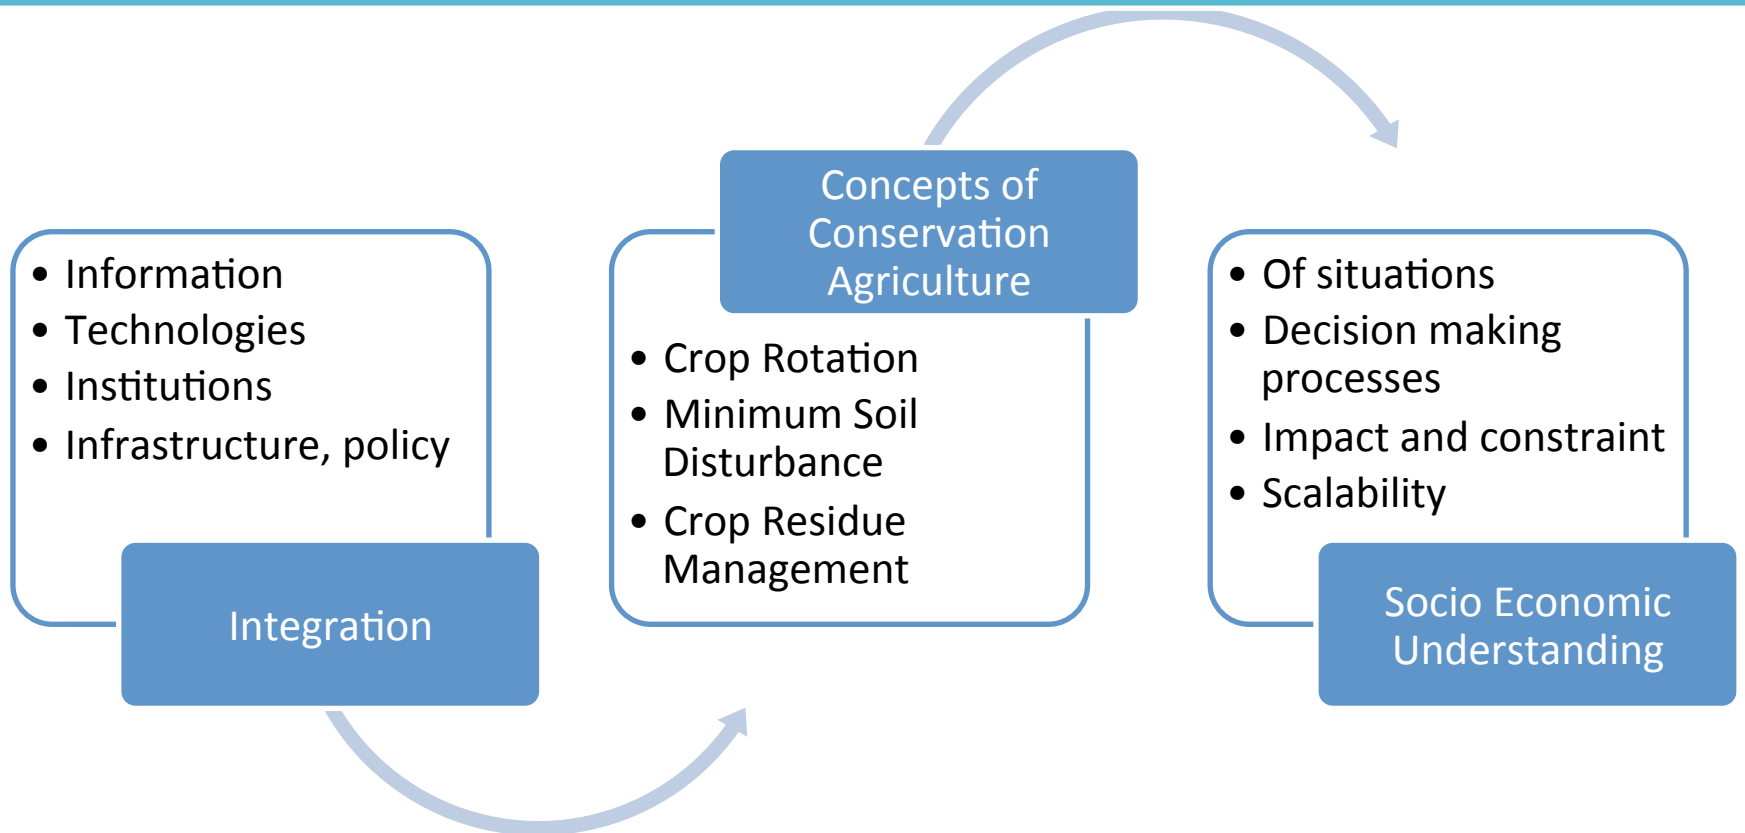 • Information
• Technologies
• Institutions
• Infrastructure, policy
Integration
Concepts of
Conservation
Agriculture
• Crop Rotation
• Minimum Soil
Disturbance
• Crop Residue
Management
• Of situations
• Decision making
processes
• Impact and constraint
• Scalability
Socio Economic
Understanding